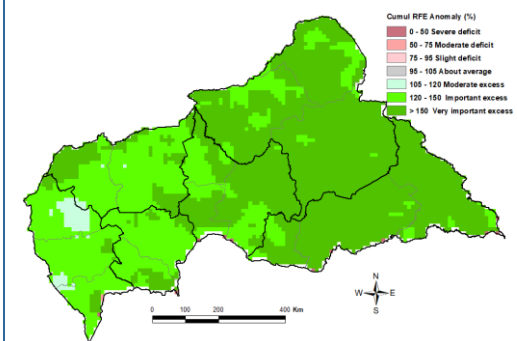 Cumul RFE Anomaly (%)
0 - 50 Severe deficit
50 - 75 Moderate deficit
75 - 95 Slight deficit
95 - 105 About average
105 - 120 Moderate excess
120 - 150 Important excess
> 150 Very important excess
N
W E
S
0 100 200 400 Km